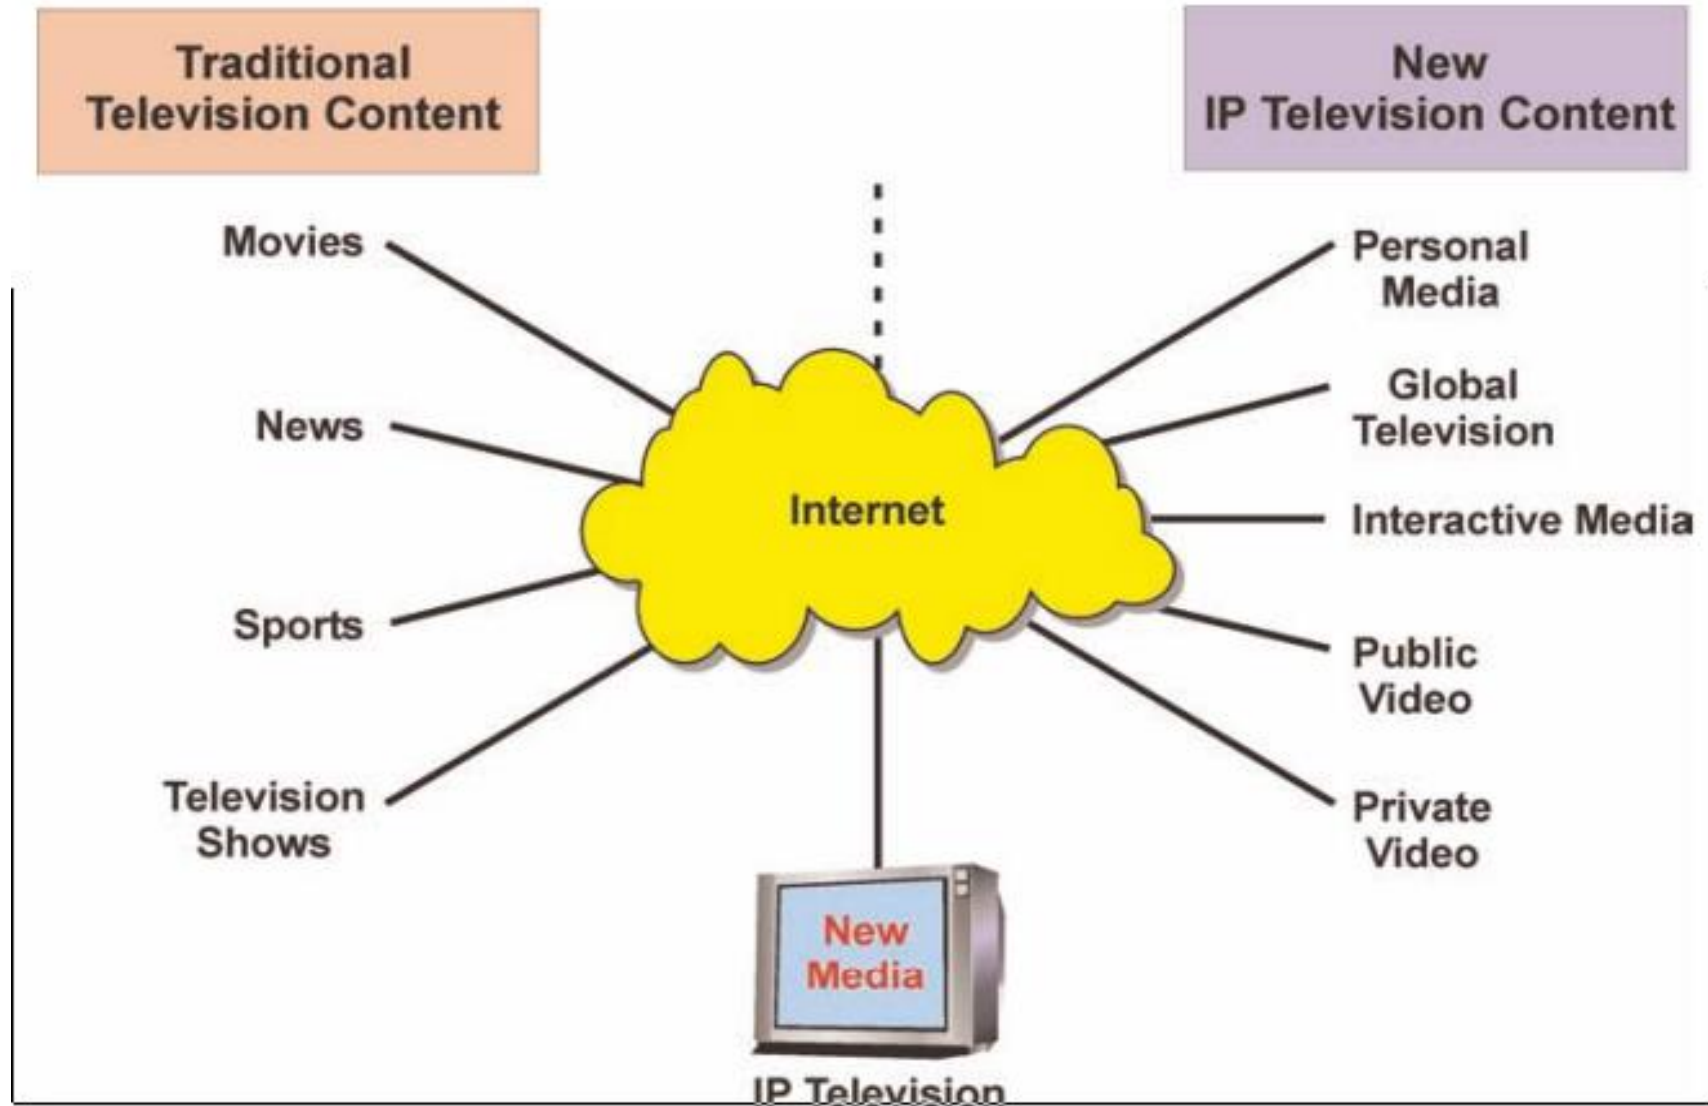 Traditional
Television Content
New
IP Television Content
Movies
News
Sports
Television
Shows
Internet
Personal
Media
Global
Television
Interactive Media
Public
Video
Private
Video
New
Media
IP Television